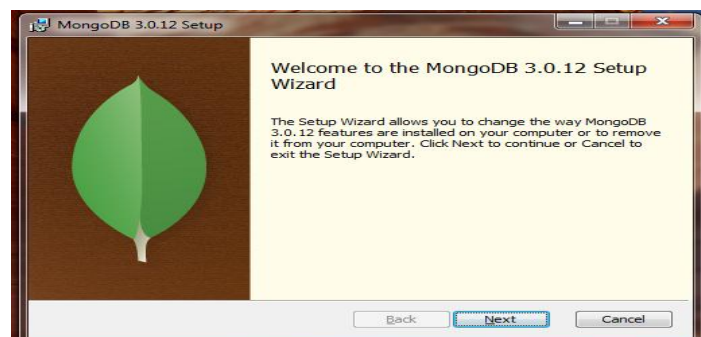 MongoDB 3.0.12 Setup
Welcome to the MongoDB 3.0.12 Setup
Wizard
The Setup Wizard allows you to change the way MongoDB
3.0.12 features are installed on your computer or to remove
it from your computer. Click Next to continue or Cancel to
exit the Setup Wizard.
Back Next Cancel